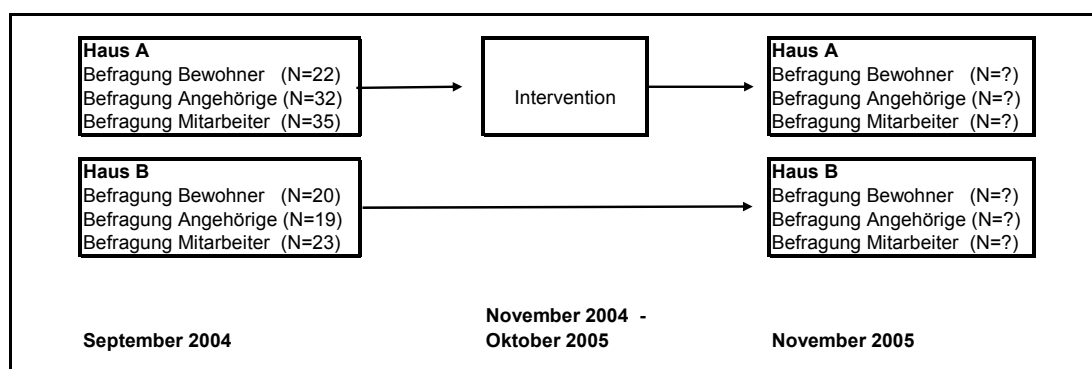 Haus A
Befragung Bewohner (N=22)
Befragung Angehörige (N=32)
Befragung Mitarbeiter (N=35)
Intervention
Haus A
Befragung Bewohner (N=?)
Befragung Angehörige (N=?)
Befragung Mitarbeiter (N=?)
Haus B
Befragung Bewohner (N=20)
Befragung Angehörige (N=19)
Befragung Mitarbeiter (N=23)
Haus B
Befragung Bewohner (N=?)
Befragung Angehörige (N=?)
Befragung Mitarbeiter (N=?)
September 2004
November 2004 -
Oktober 2005
November 2005